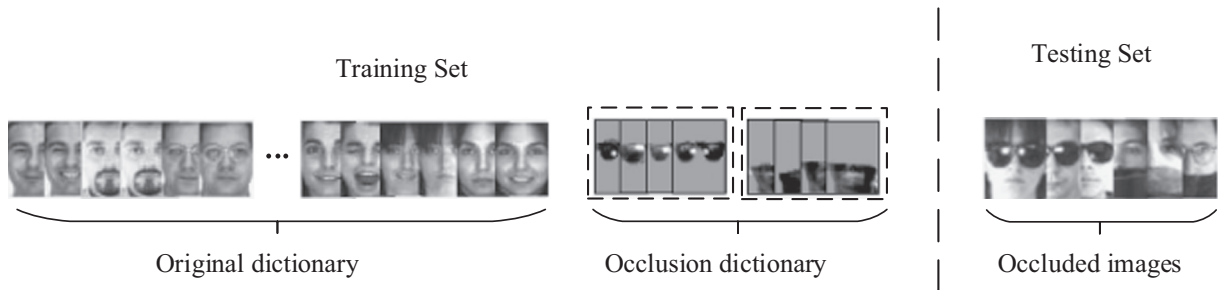 Training Set
Testing Set
...
Original dictionary
Occlusion dictionary
Occluded images